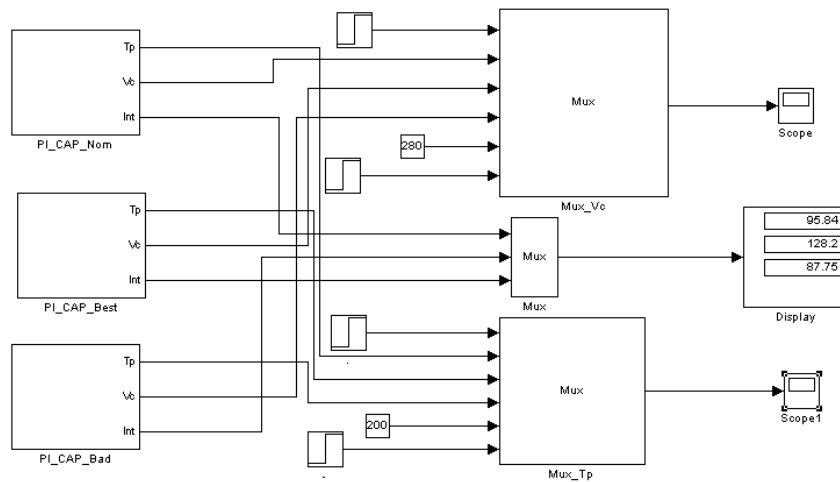 Tp
Vc
Int
PI_CAP_Nom
Mux
Scope
280
Mux_Vc
Tp
Vc
Int
PI_CAP_Best
Mux
Mux
95.84
128.2
87.75
Display
Tp
Vc
Int
PI_CAP_Bad
Mux
200
Mux_Tp
Scope1